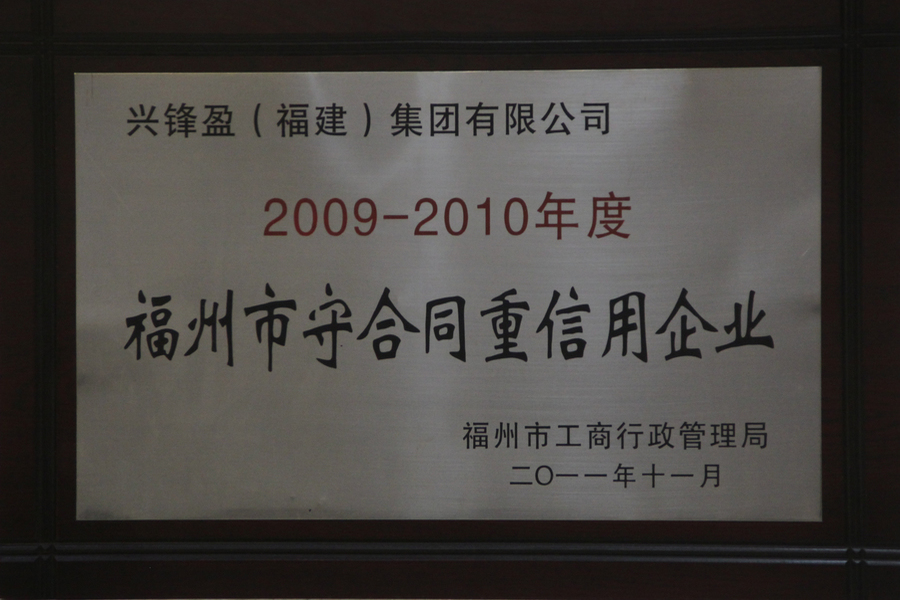 兴锋盈（福建）集团有限公司
2009-2010年度
福州市守合同重信用企业
福州市工商行政管理局
二〇一一年十一月